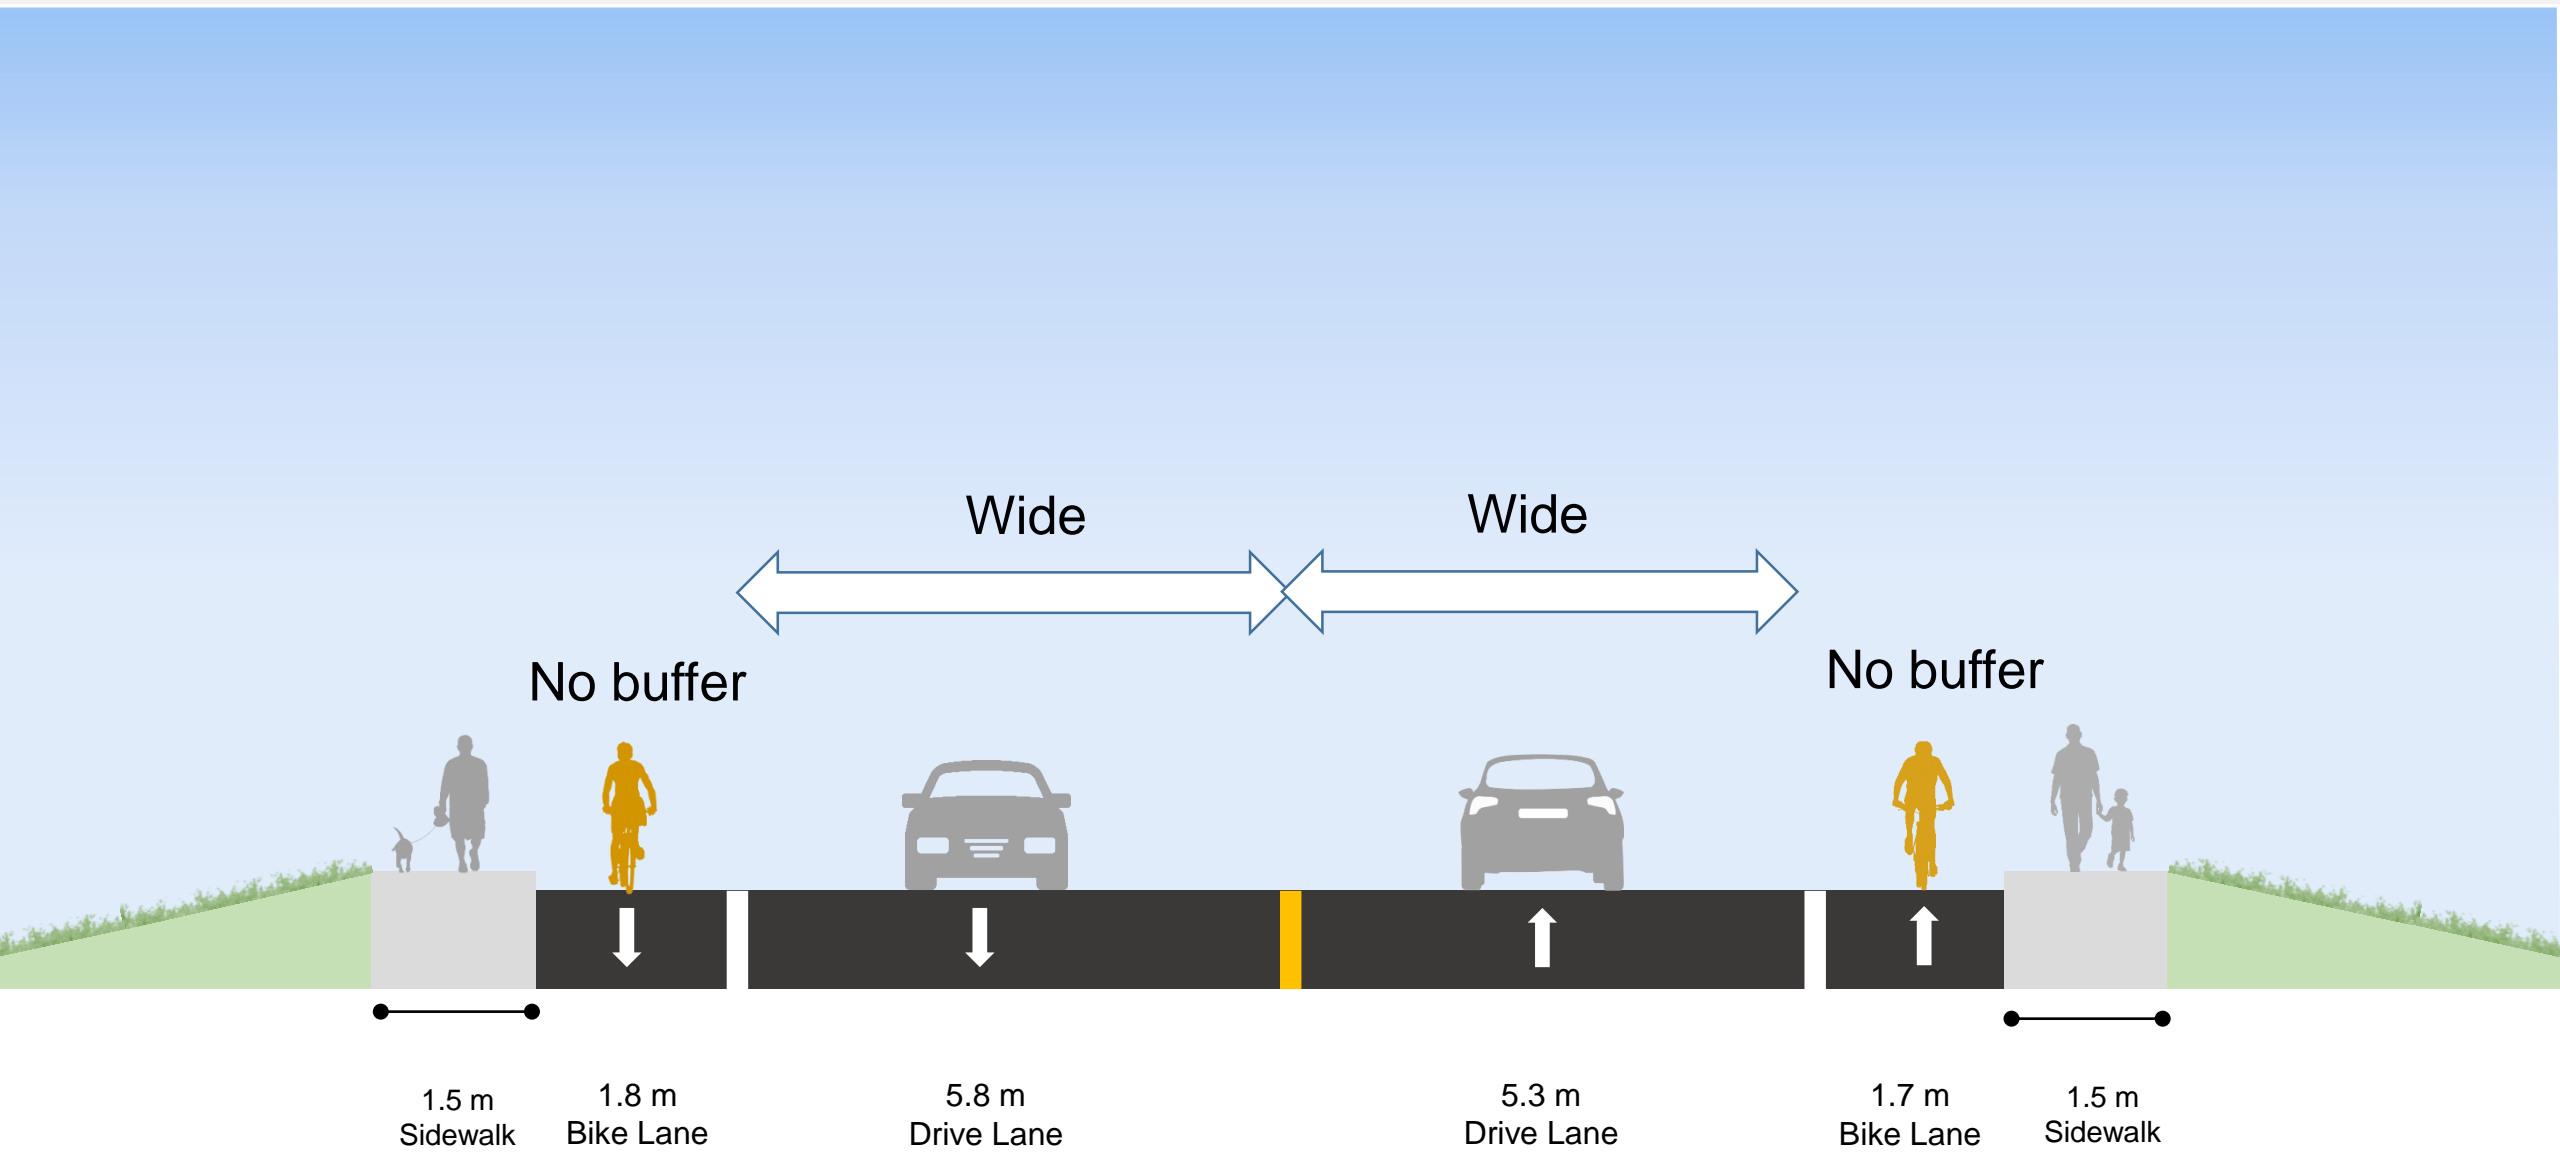 Wide
Wide
No buffer
No buffer
1.5 m
Sidewalk
1.8 m
Bike Lane
5.8 m
Drive Lane
5.3 m
Drive Lane
1.7 m
Bike Lane
1.5 m
Sidewalk